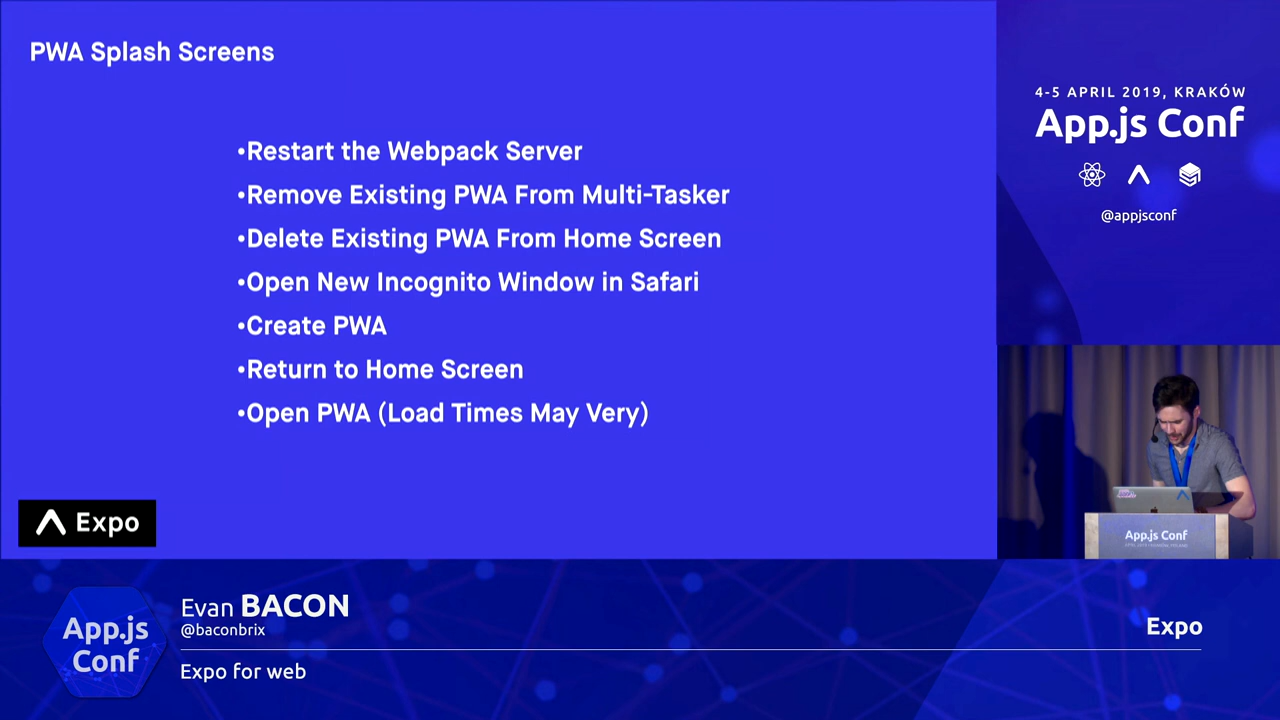 PWA Splash Screens
•Restart the Webpack Server
•Remove Existing PWA From Multi-Tasker
•Delete Existing PWA From Home Screen
•Open New Incognito Window in Safari
•Create PWA
•Return to Home Screen
•Open PWA (Load Times May Very)
Expo
4-5 APRIL 2019, KRAKÓW
App.js Conf
@appjsconf
App.js Conf
App.js
Conf
Evan BACON
@baconbrix
Expo for web
Expo